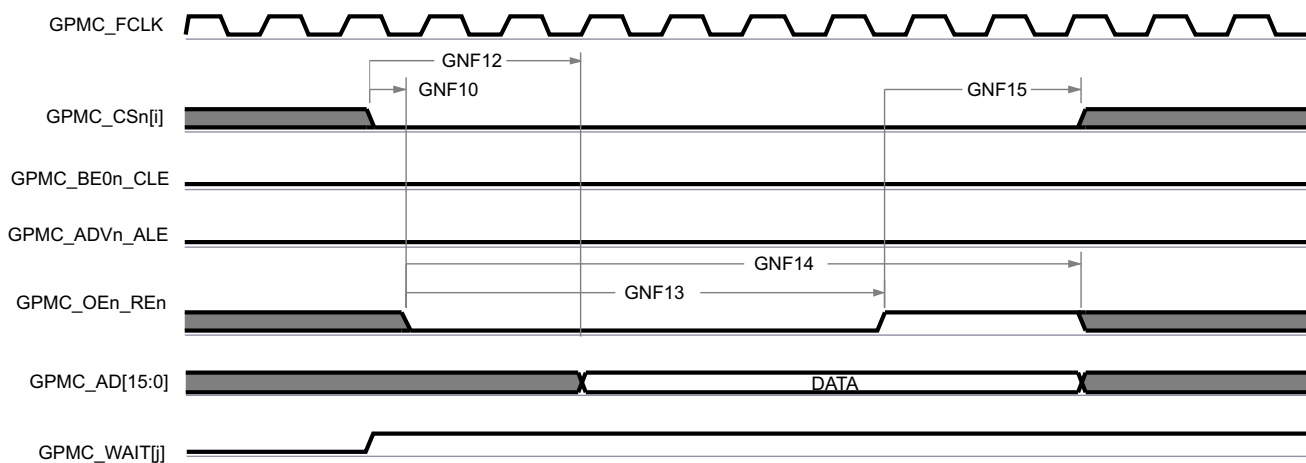 GPMC_FCLK
GNF12
GNF10
GNF15
GPMC_CSn[i]
GPMC_BE0n_CLE
GPMC_ADVn_ALE
GNF14
GNF13
GPMC_OEn_REn
GPMC_AD[15:0]
DATA
GPMC_WAIT[j]